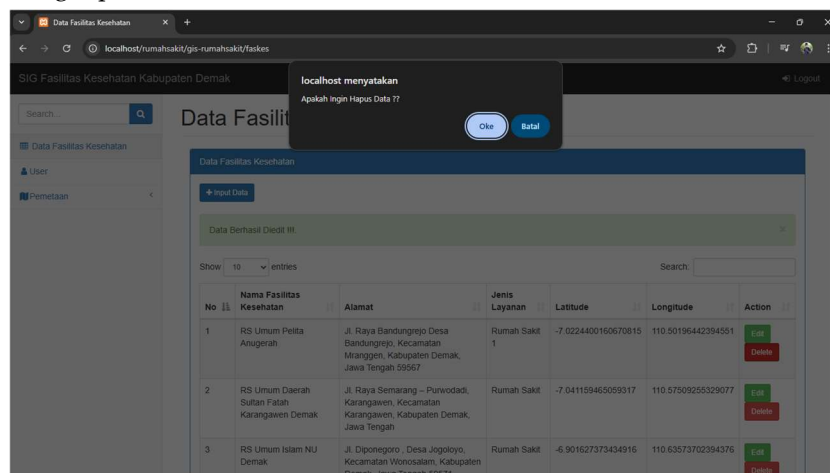 Data Fasilitas Kesehatan
localhost/rumahsakit/gis-rumahsakit/faskes
SIG Fasilitas Kesehatan Kabupaten Demak
Logout
localhost menyatakan
Apakah Ingin Hapus Data ??
Oke Batal
Search...
Data Fasilit
Data Fasilitas Kesehatan
User
Pemetaan
Data Fasilitas Kesehatan
+ Input Data
Data Berhasil Diedit !!!
Show 10 entries
Search:
No Nama Fasilitas Kesehatan Alamat Jenis Layanan Latitude Longitude Action
1 RS Umum Pelita Jl. Raya Bandungrejo Desa Rumah Sakit -7.0224400160670815 110.50196442394551 Edit
Anugerah Bandungrejo, Kecamatan 1 Delete
Mranggen, Kabupaten Demak,
Jawa Tengah 59567
2 RS Umum Daerah Jl. Raya Semarang – Purwodadi, Rumah Sakit -7.041159465059317 110.57509255329077 Edit
Sultan Fatah Karangawen, Kecamatan Delete
Karangawen Demak Karangawen, Kabupaten Demak,
Jawa Tengah
3 RS Umum Islam NU Jl. Diponegoro , Desa Jogoloyo, Rumah Sakit -6.901627373434916 110.63573702394376 Edit
Demak Kecamatan Wonosalam, Kabupaten Delete